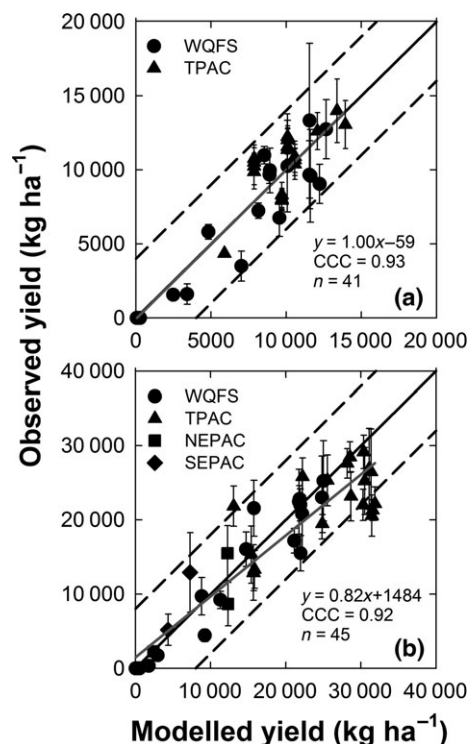 Observed yield (kg ha⁻¹)
20 000
15 000
10 000
5000
0
WQFS
TPAC
y = 1.00x–59
CCC = 0.93
n = 41
(a)
0 5000 10 000 15 000 20 000
40 000
30 000
20 000
10 000
0
WQFS
TPAC
NEPAC
SEPAC
y = 0.82x+1484
CCC = 0.92
n = 45
(b)
0 10 000 20 000 30 000 40 000
Modelled yield (kg ha⁻¹)